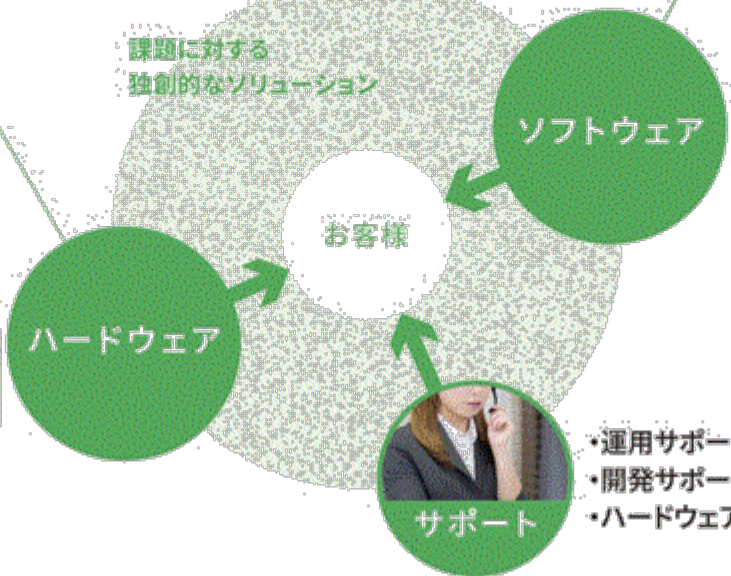 課題に対する
独創的なソリューション
ソフトウェア
お客様
ハードウェア
サポート
・運用サポー
・開発サポー
・ハードウェア